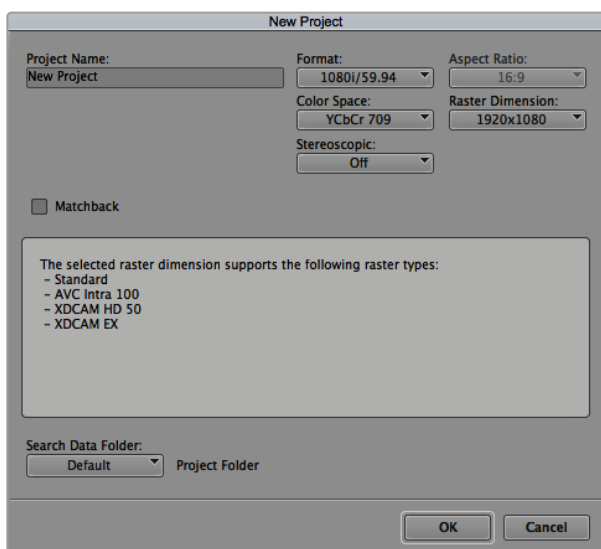 New Project
Project Name:
New Project
Format:
1080i/59.94
Aspect Ratio:
16:9
Color Space:
YCbCr 709
Raster Dimension:
1920x1080
Stereoscopic:
Off
Matchback
The selected raster dimension supports the following raster types:
- Standard
- AVC Intra 100
- XDCAM HD 50
- XDCAM EX
Search Data Folder:
Default
Project Folder
OK
Cancel